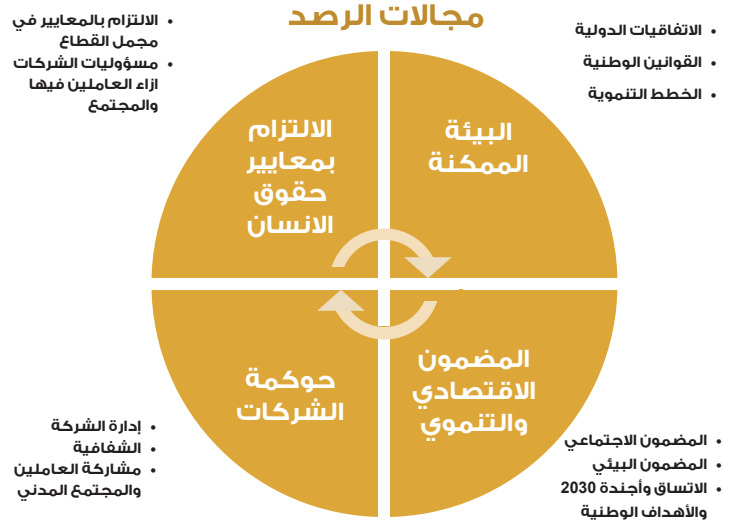 مجالات الرصد
• الاتفاقيات الدولية
• القوانين الوطنية
• الخطط التنموية
البيئة
الممكنة
• الالتزام بالمعايير في
مجمل القطاع
• مسؤوليات الشركات
ازاء العاملين فيها
والمجتمع
الالتزام
بمعايير
حقوق
الانسان
المضمون
الاقتصادي
والتنموي
• المضمون الاجتماعي
• المضمون البيئي
• الاتساق وأجندة 2030
والأهداف الوطنية
حوكمة
الشركات
• إدارة الشركة
• الشفافية
• مشاركة العاملين
والمجتمع المدني